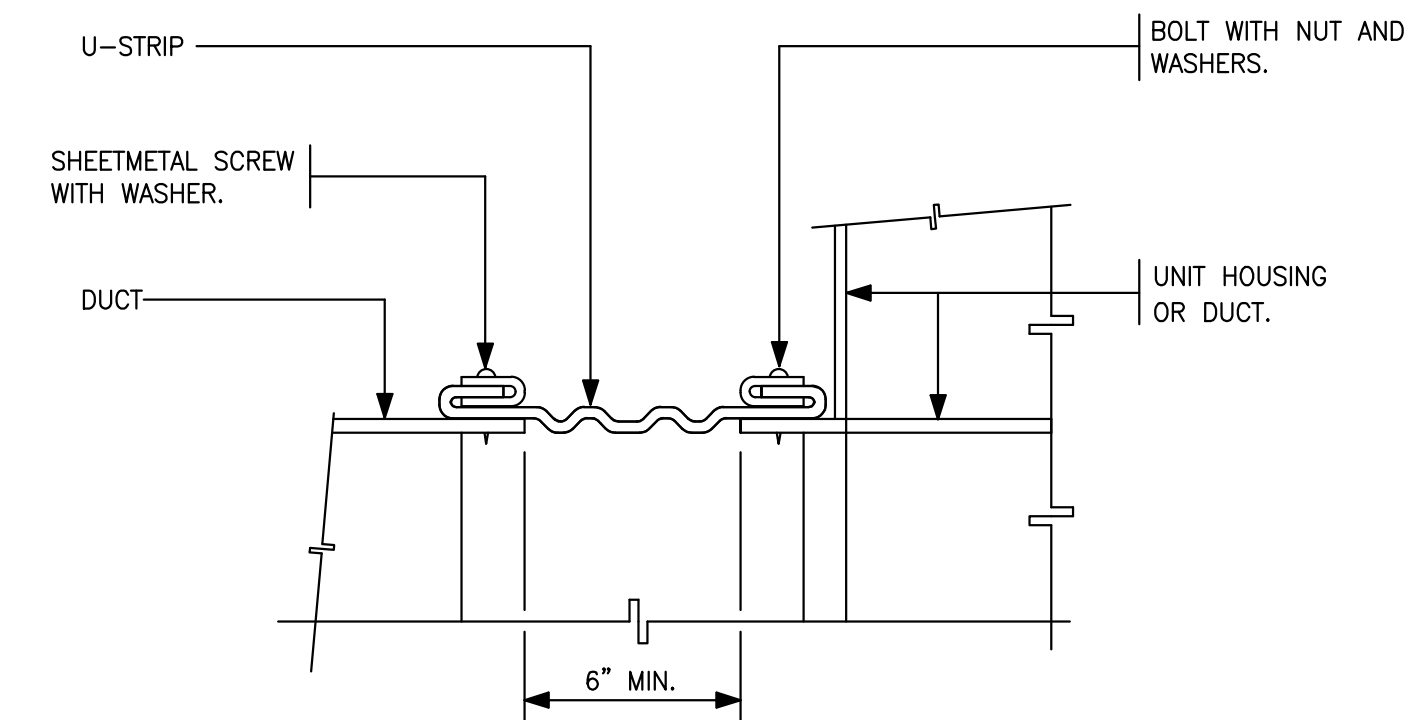 U-STRIP
BOLT WITH NUT AND
WASHERS.
SHEETMETAL SCREW
WITH WASHER.
DUCT
UNIT HOUSING
OR DUCT.
6" MIN.